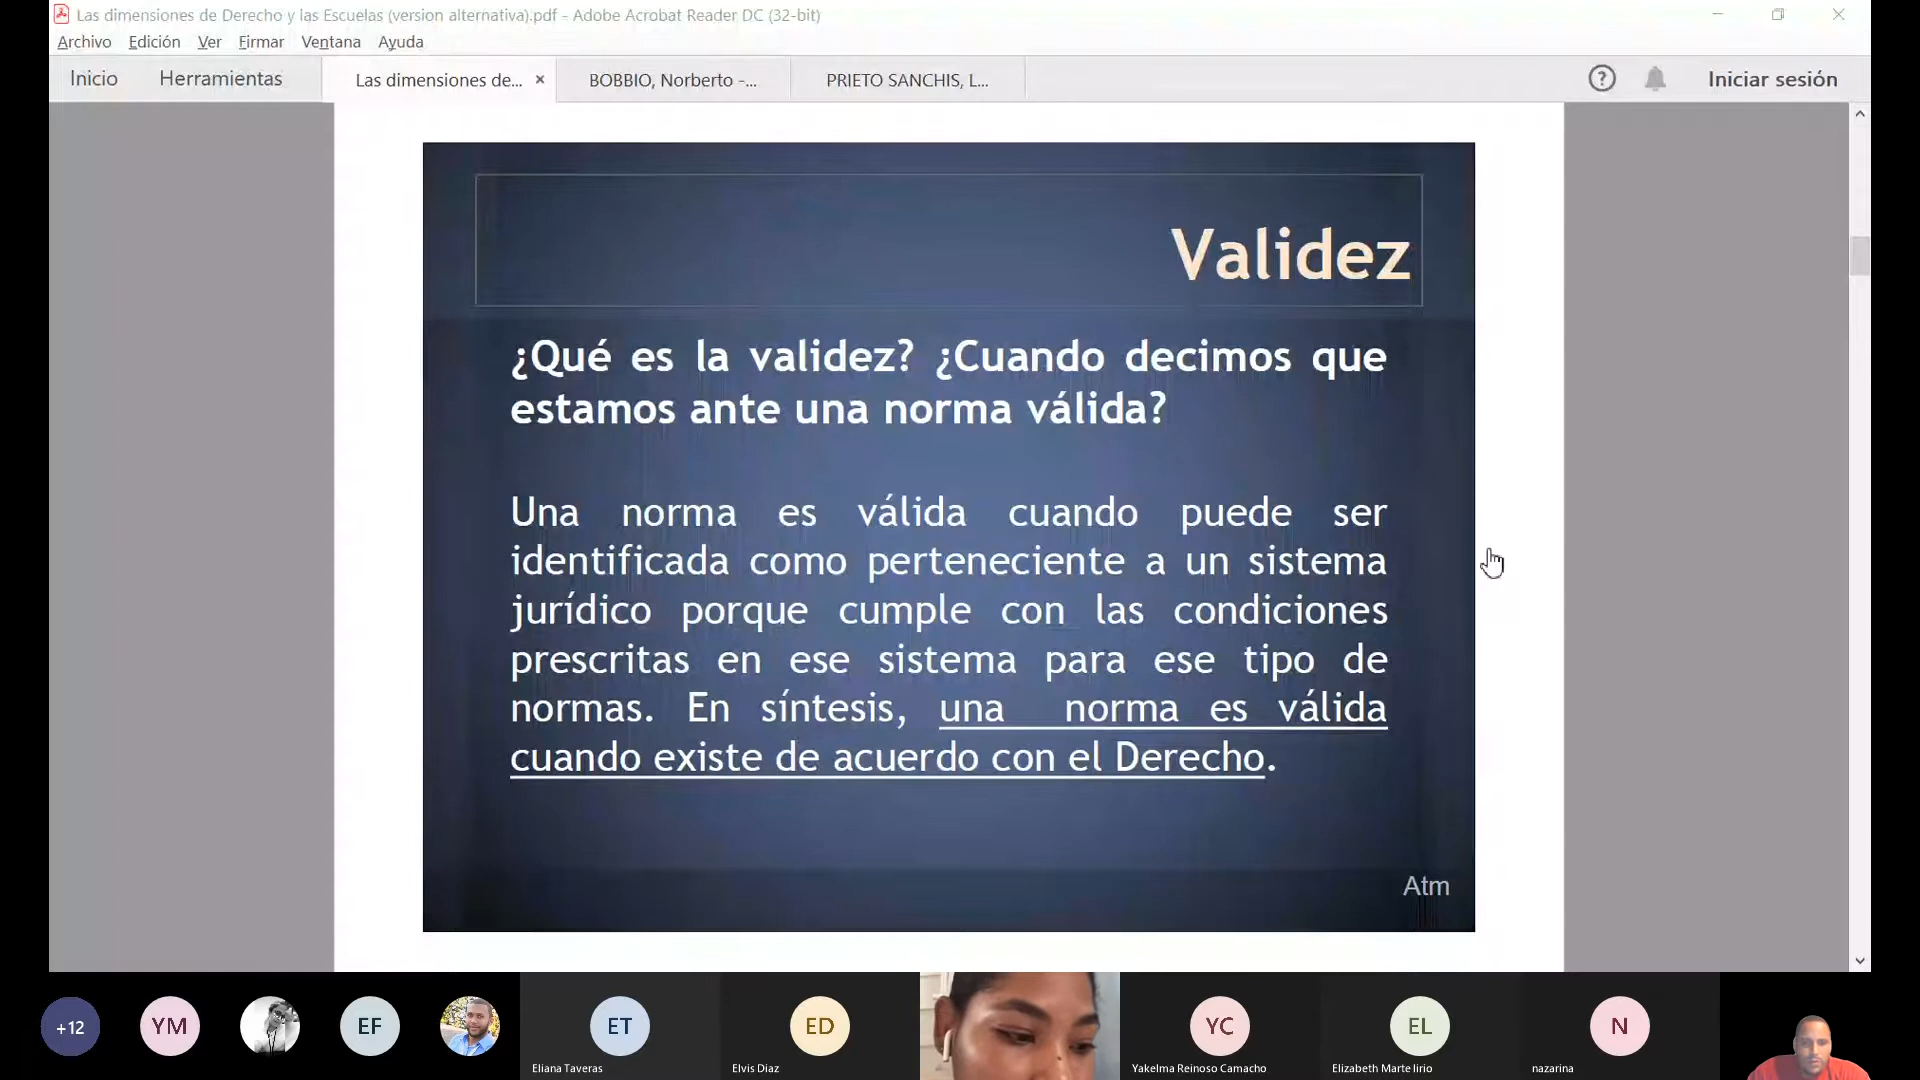 Las dimensiones de Derecho y las Escuelas (version alternativa).pdf - Adobe Acrobat Reader DC (32-bit)
Archivo Edición Ver Firmar Ventana Ayuda
Inicio Herramientas Las dimensiones de... × BOBBIO, Norberto -... PRIETO SANCHIS, L... ? Iniciar sesión
Validez
¿Qué es la validez? ¿Cuando decimos que
estamos ante una norma válida?
Una norma es válida cuando puede ser
identificada como perteneciente a un sistema
jurídico porque cumple con las condiciones
prescritas en ese sistema para ese tipo de
normas. En síntesis, una norma es válida
cuando existe de acuerdo con el Derecho.
Atm
+12 YM EF ET ED YC EL N
Eliana Taveras Elvis Diaz Yakelma Reinoso Camacho Elizabeth Marte lirio nazarina